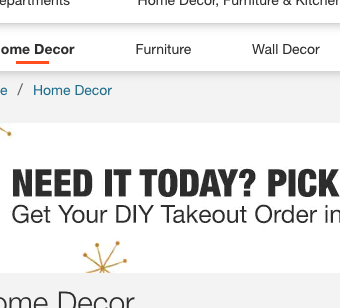 epartments Home Decor, Furniture & Kitchen
ome Decor Furniture Wall Decor
e / Home Decor
NEED IT TODAY? PICK
Get Your DIY Takeout Order in
ome Decor